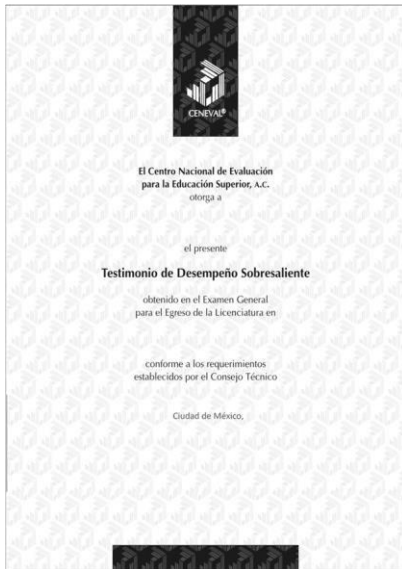 CENEVAL®
El Centro Nacional de Evaluación
para la Educación Superior, A.C.
otorga a
el presente
Testimonio de Desempeño Sobresaliente
obtenido en el Examen General
para el Egreso de la Licenciatura en
conforme a los requerimientos
establecidos por el Consejo Técnico
Ciudad de México,